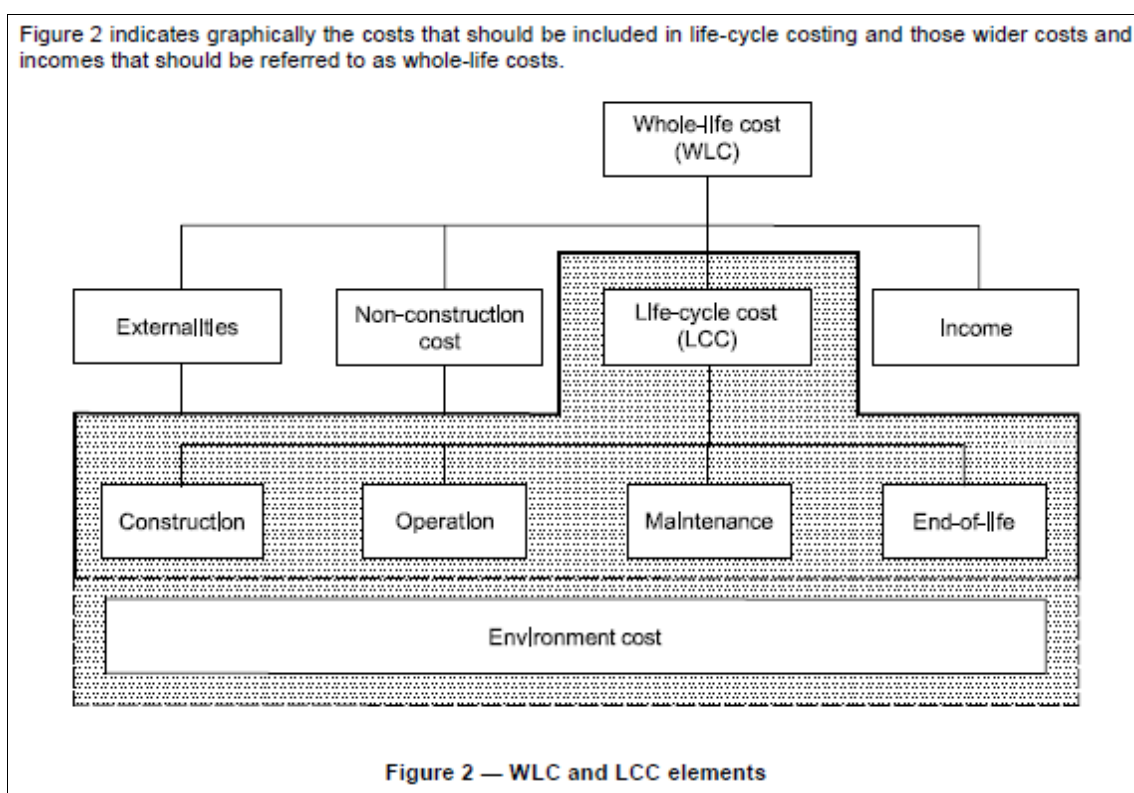 Figure 2 indicates graphically the costs that should be included in life-cycle costing and those wider costs and
incomes that should be referred to as whole-life costs.
Whole-life cost
(WLC)
Externalities
Non-construction
cost
Life-cycle cost
(LCC)
Income
Construction
Operation
Maintenance
End-of-life
Environment cost
Figure 2 — WLC and LCC elements